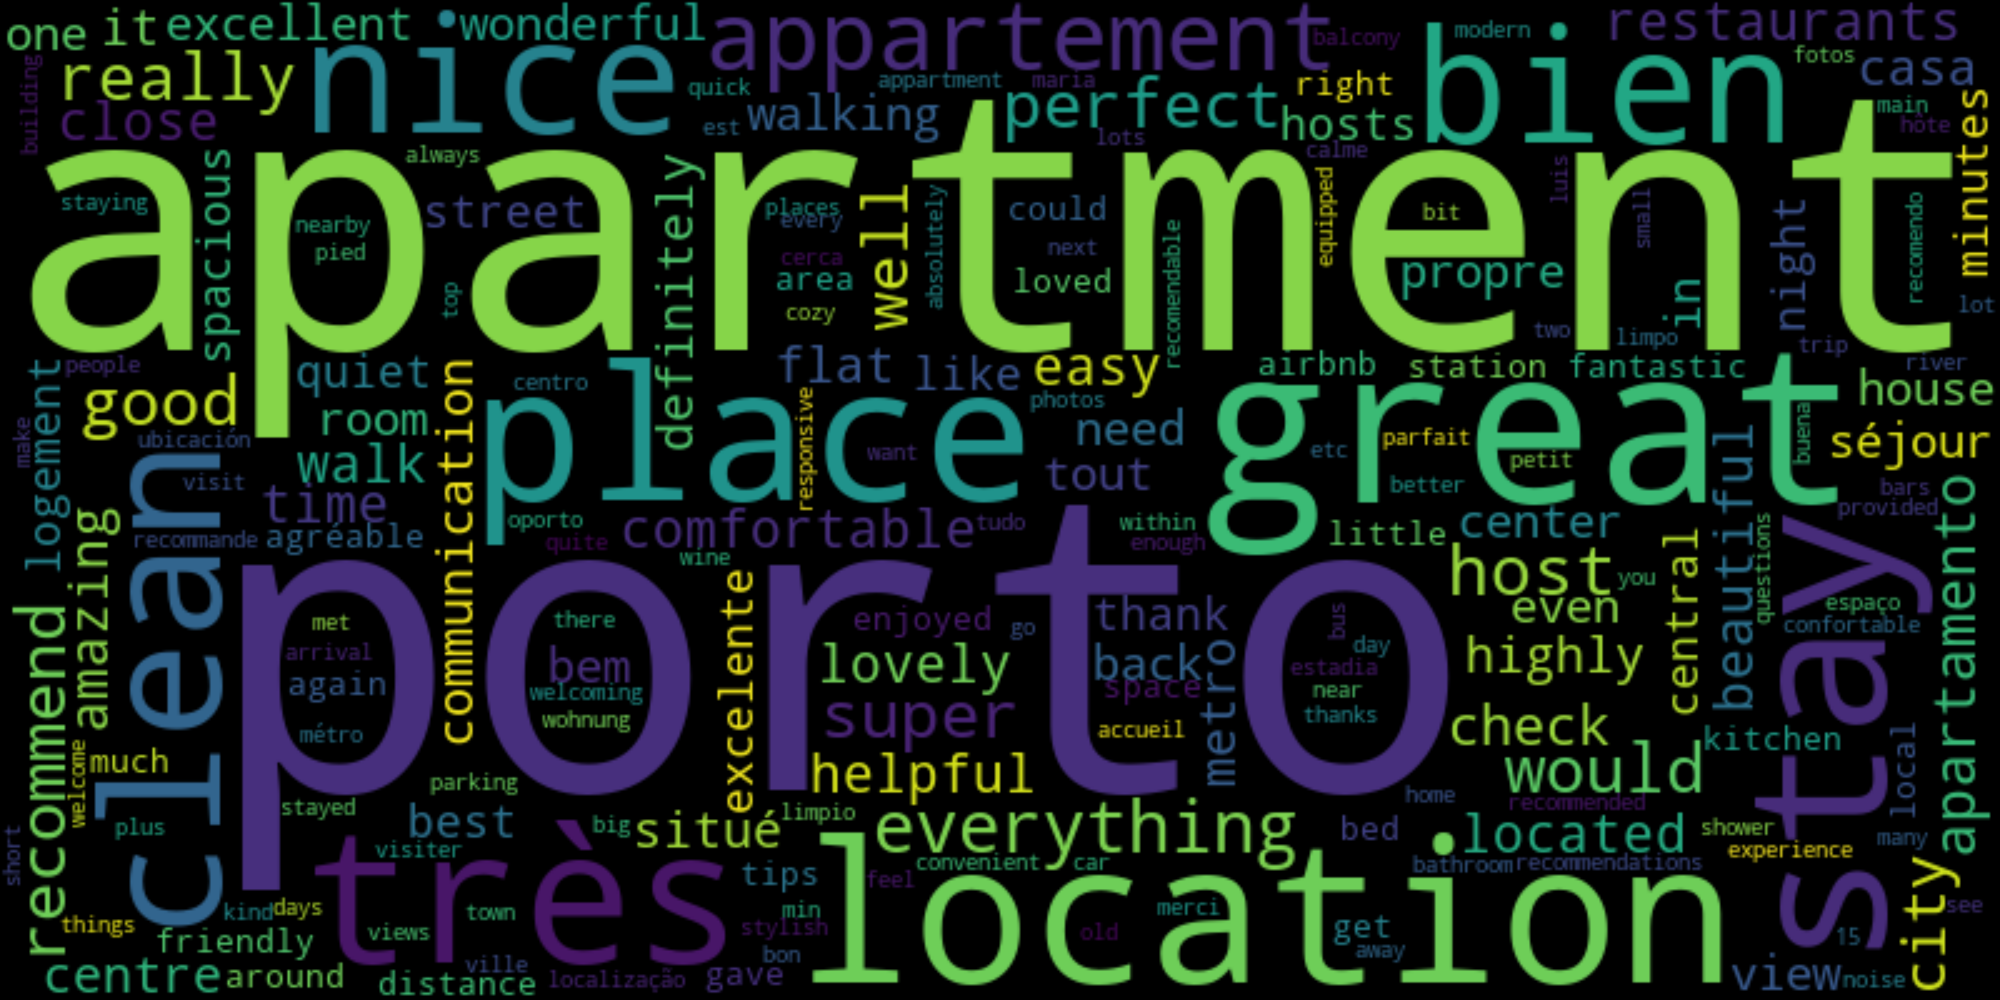 one it excellent wonderful appartement balcony modern restaurants
building really nice quick appartment maria right bien fotos casa
close est walking perfect lots hosts main hôte minutes
apartment
always calme
spacious definitely equipped luis
staying street places every well absolutely could bit small night recomendo
nearby pied next recomendable
cerca area loved propre
top cozy in lot
two limpo trip
people quiet flat like easy airbnb station fantastic river
logement good centro photos house
room place responsive need great buena
make ubicación walk communication want tout etc parfait petit beautiful séjour
clean visit time better bars
amazing oporto comfortable tudo within little center provided apartamento
recommande agréable quite wine enough questions
porto
recommend host you stay
met there excelente enjoyed go thank bus even central espaço
arrival bem lovely day confortable
again welcoming back metro estadia highly
wohnung super space near
métro accueil thanks check kitchen local
welcome much parking helpful would
stayed limpio home recommended
short plus best big situé everything bed located shower many
très visiter convenient car bathroom recommendations experience
location
tips feel city
things kind days town min merci see
friendly views stylish old get 15
centre around distance ville localização bon gave away view noise